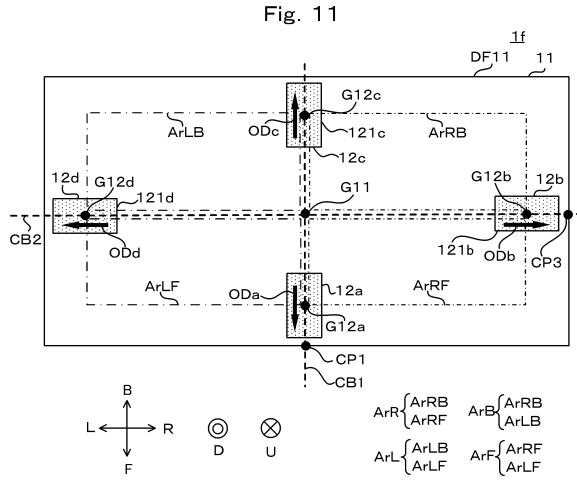 Fig. 11
1f
DF11 11
G12c
ArLB ODc 121c ArRB
12c
12d G12d 121d G11 G12b 12b
CB2 ODd 121b ODb CP3
ArLF ODa 12a ArRF
G12a
CP1
CB1
B
L R
F
D U
ArR { ArRB ArRF
ArB { ArRB ArLB
ArL { ArLB ArLF
ArF { ArRF ArLF